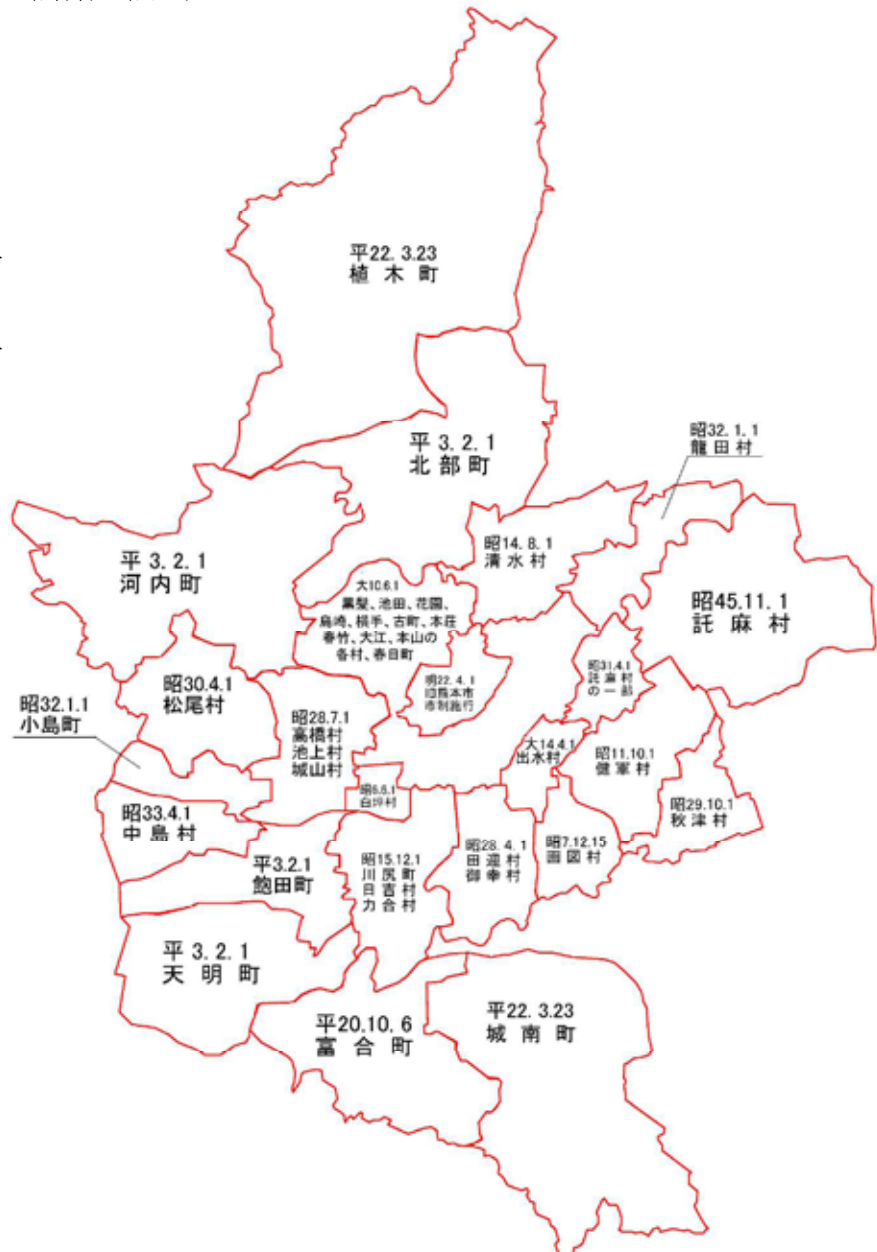 平22.3.23
植木町
平 3.2.1
北部町
昭32.1.1
龍田村
昭14.8.1
清水村
平 3.2.1
河内町
大10.6.1
黒髪、池田、花園、
島崎、横手、古町、本荘
春竹、大江、本山の
各村、春日町
昭45.11.1
託麻村
明22.4.1
旧熊本市
市制施行
昭31.4.1
託麻村
の一部
昭30.4.1
松尾村
昭32.1.1
小島町
昭28.7.1
高橋村
池上村
城山村
大14.4.1
出水村
昭11.10.1
健軍村
昭6.6.1
白坪村
昭29.10.1
秋津村
昭33.4.1
中島村
昭28.4.1
田迎村
御幸村
昭7.12.15
画図村
平3.2.1
飽田町
昭15.12.1
川尻町
日吉村
力合村
平 3.2.1
天明町
平22.3.23
城南町
平20.10.6
富合町